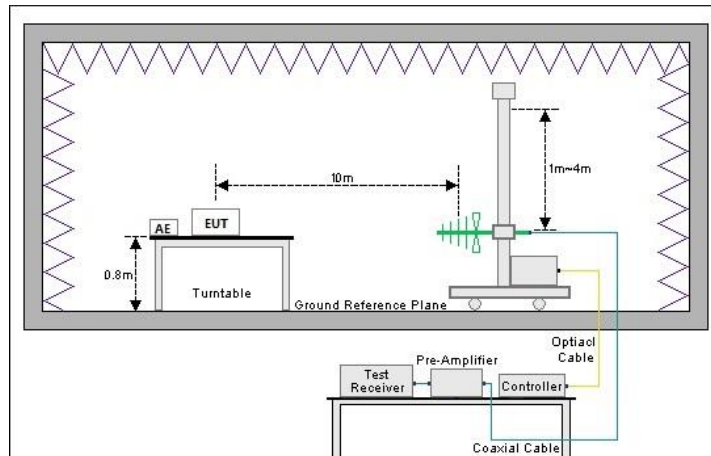 10m
1m~4m
AE
EUT
0.8m
Turntable
Ground Reference Plane
Optiacl
Cable
Test
Receiver
Pre-Amplifier
Controller
Coaxial Cable